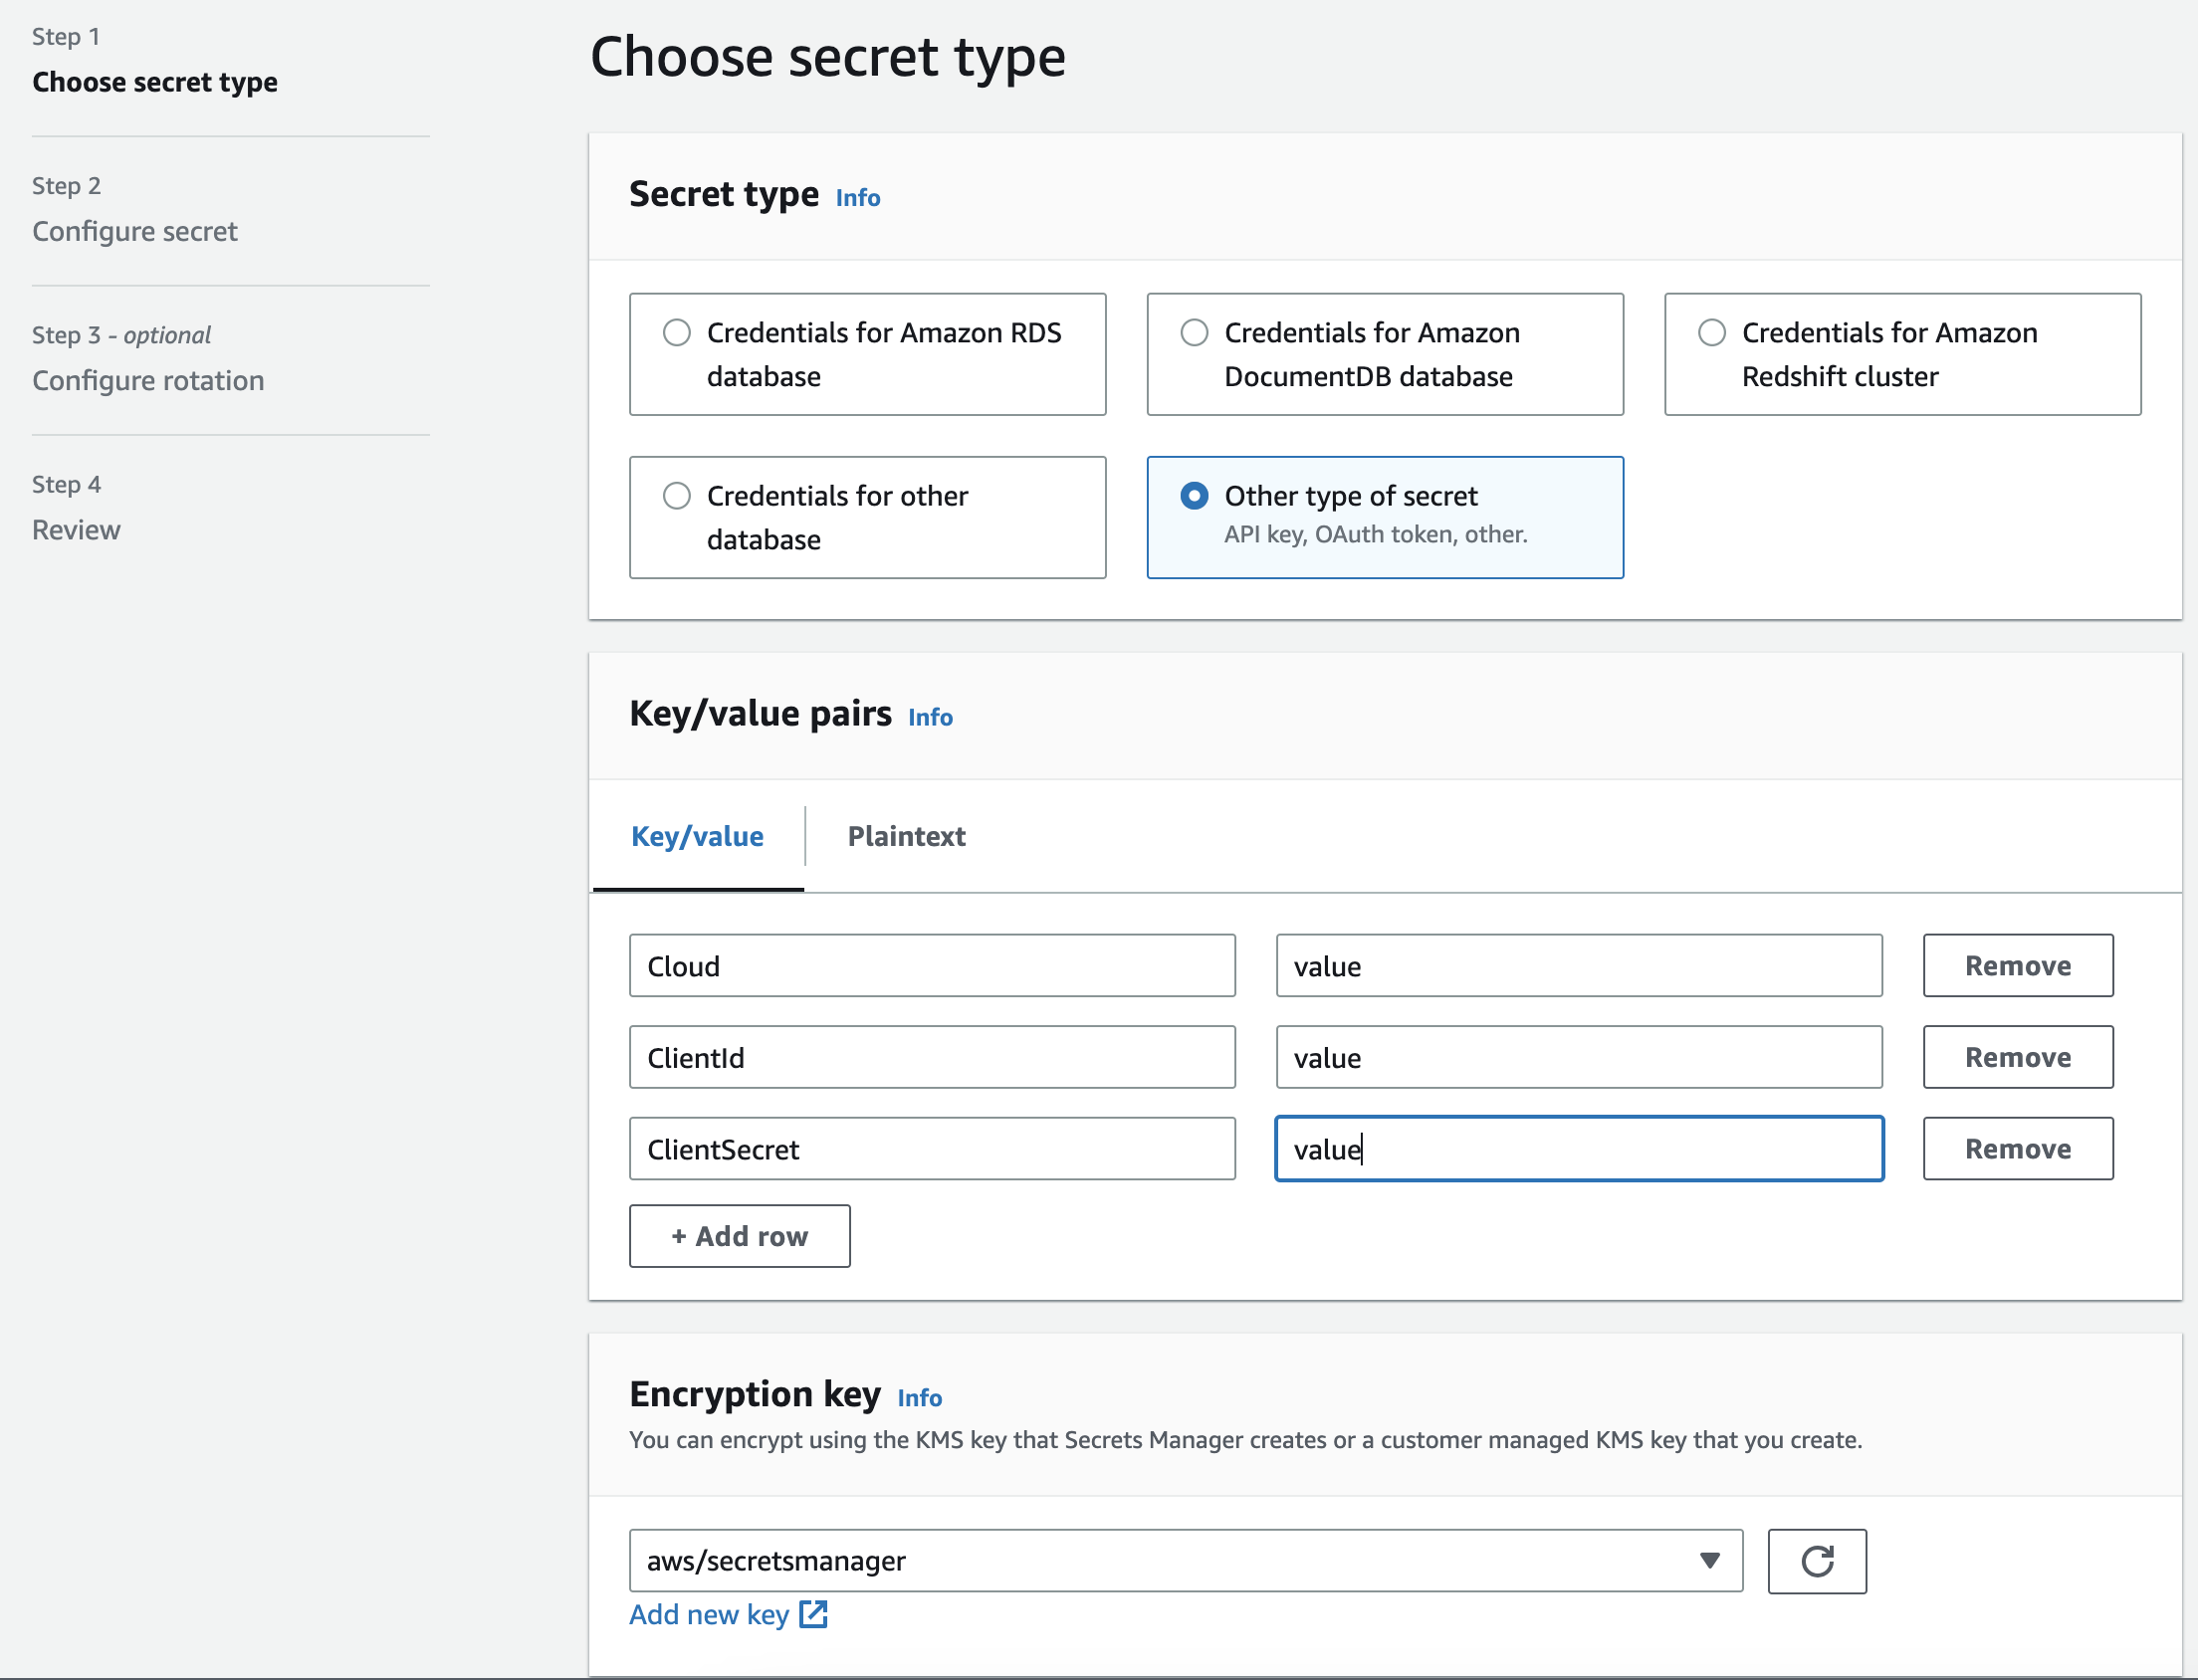 Step 1
Choose secret type
Step 2
Configure secret
Step 3 - optional
Configure rotation
Step 4
Review
Choose secret type
Secret type Info
Credentials for Amazon RDS
database
Credentials for Amazon
DocumentDB database
Credentials for Amazon
Redshift cluster
Credentials for other
database
Other type of secret
API key, OAuth token, other.
Key/value pairs Info
Key/value Plaintext
Cloud value Remove
ClientId value Remove
ClientSecret value Remove
+ Add row
Encryption key Info
You can encrypt using the KMS key that Secrets Manager creates or a customer managed KMS key that you create.
aws/secretsmanager
Add new key